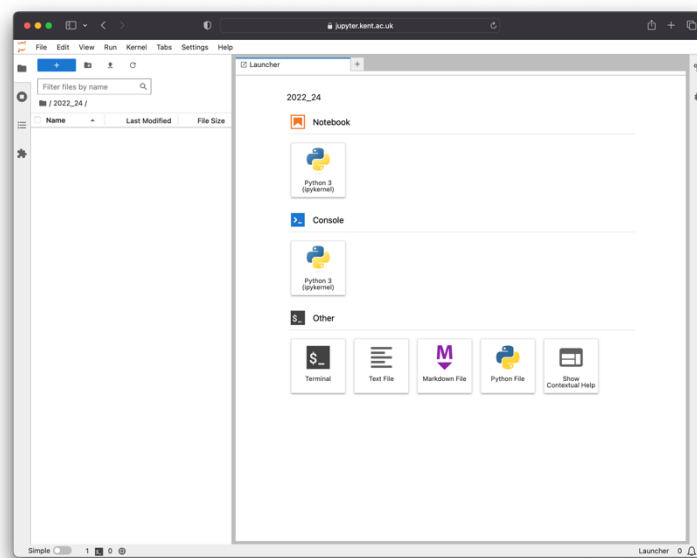 jupyter.kent.ac.uk
File Edit View Run Kernel Tabs Settings Help
Filter files by name
/ 2022_24 /
Name Last Modified File Size
Launcher
2022_24
Notebook
Python 3
(ipykernel)
Console
Python 3
(ipykernel)
$_ Other
$_
Terminal
Text File
M
Markdown File
Python File
Show
Contextual Help
Simple 1 $_ 0
Launcher 0